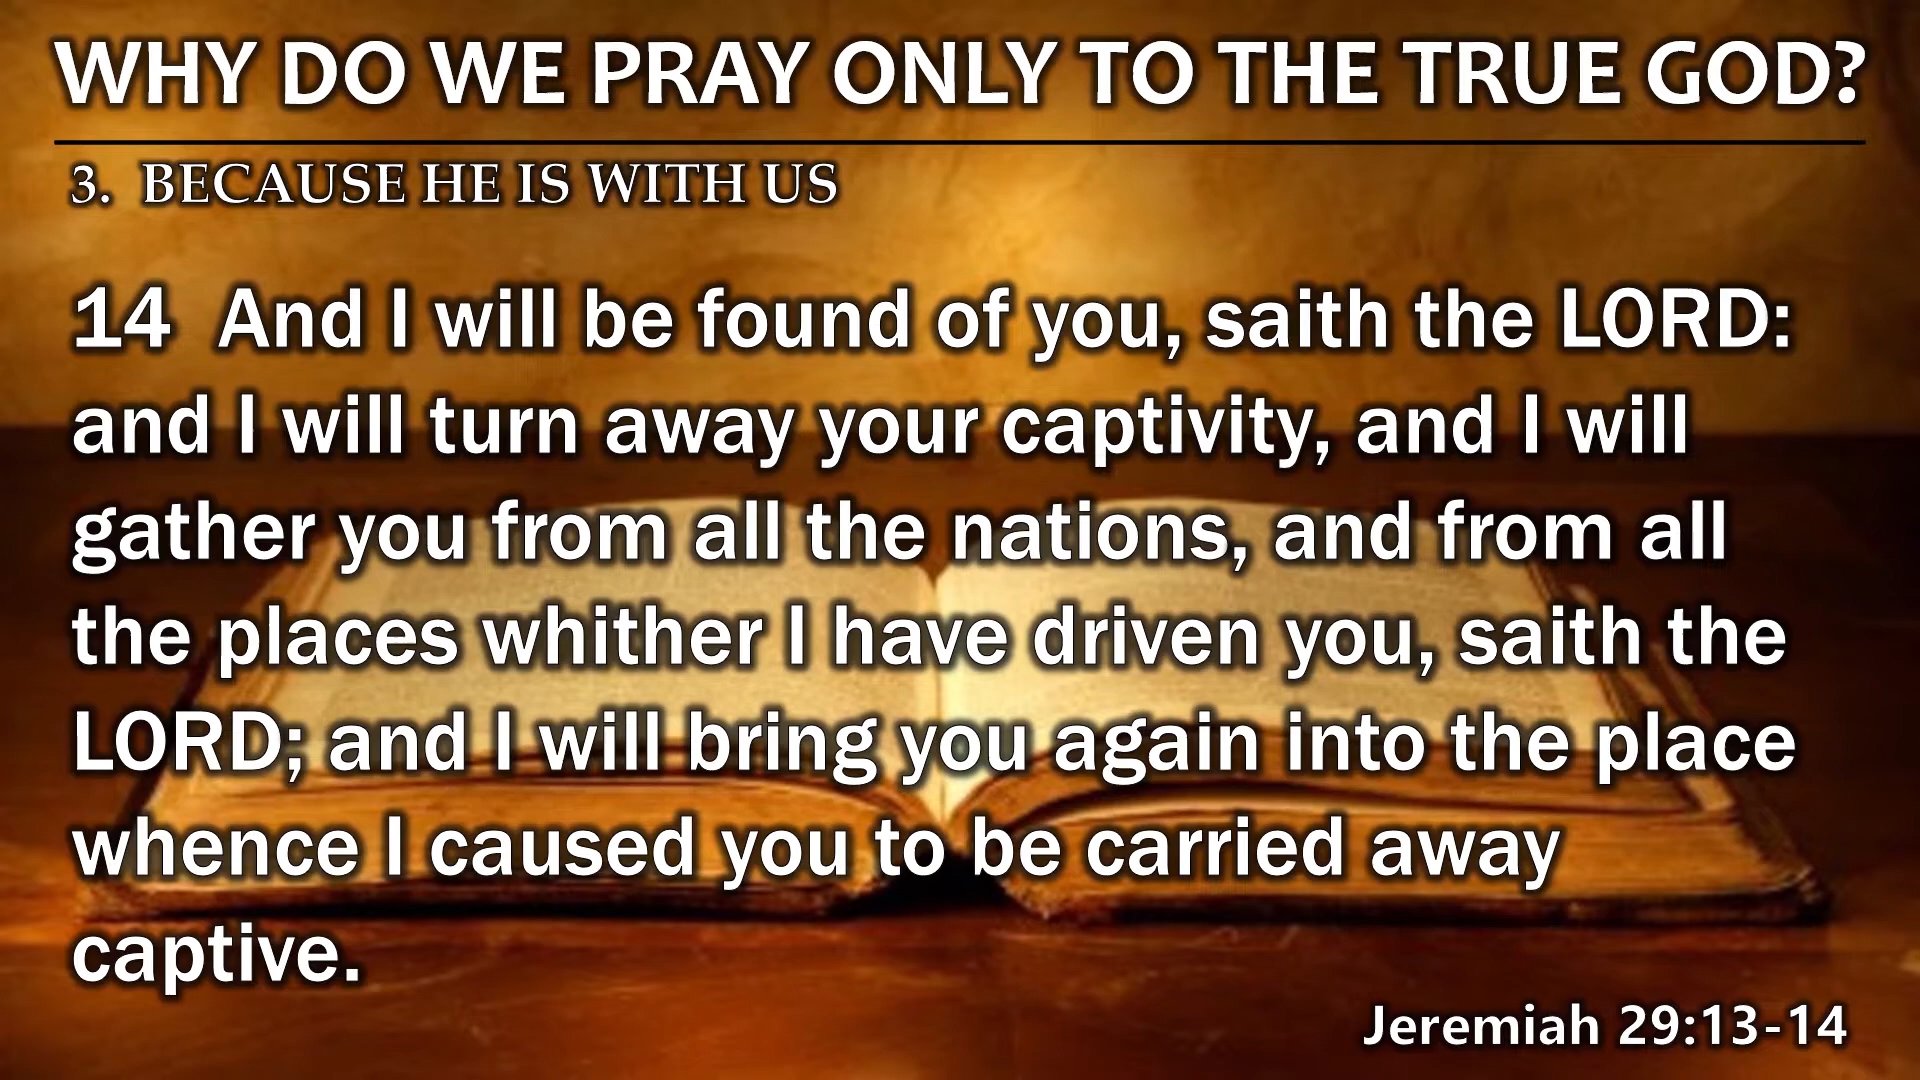 WHY DO WE PRAY ONLY TO THE TRUE GOD?
3. BECAUSE HE IS WITH US
14 And I will be found of you, saith the LORD:
and I will turn away your captivity, and I will
gather you from all the nations, and from all
the places whither I have driven you, saith the
LORD; and I will bring you again into the place
whence I caused you to be carried away
captive.
Jeremiah 29:13-14